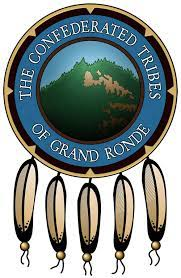 THE CONFEDERATED TRIBES
OF GRAND RONDE